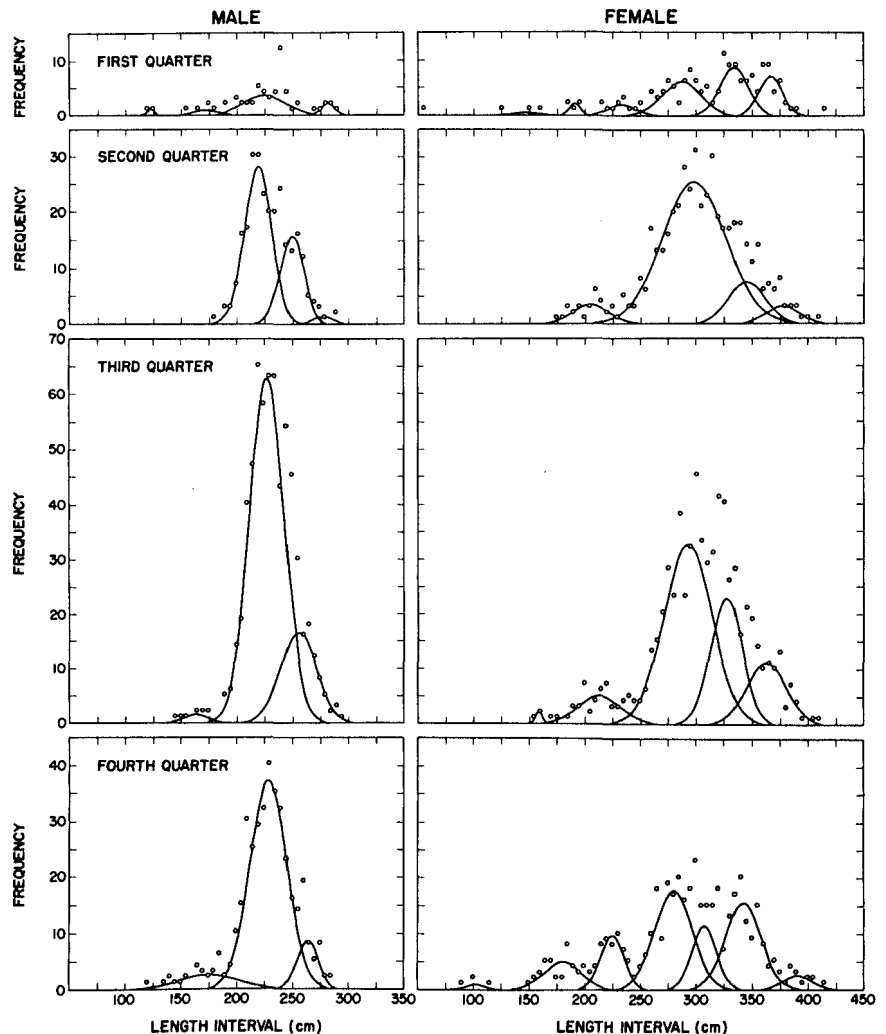 MALE FEMALE
FREQUENCY
FIRST QUARTER
10
5
0
FREQUENCY
SECOND QUARTER
30
20
10
0
FREQUENCY
THIRD QUARTER
70
60
50
40
30
20
10
0
FREQUENCY
FOURTH QUARTER
40
30
20
10
0
100 150 200 250 300 350 100 150 200 250 300 350 400 450
LENGTH INTERVAL (cm) LENGTH INTERVAL (cm)